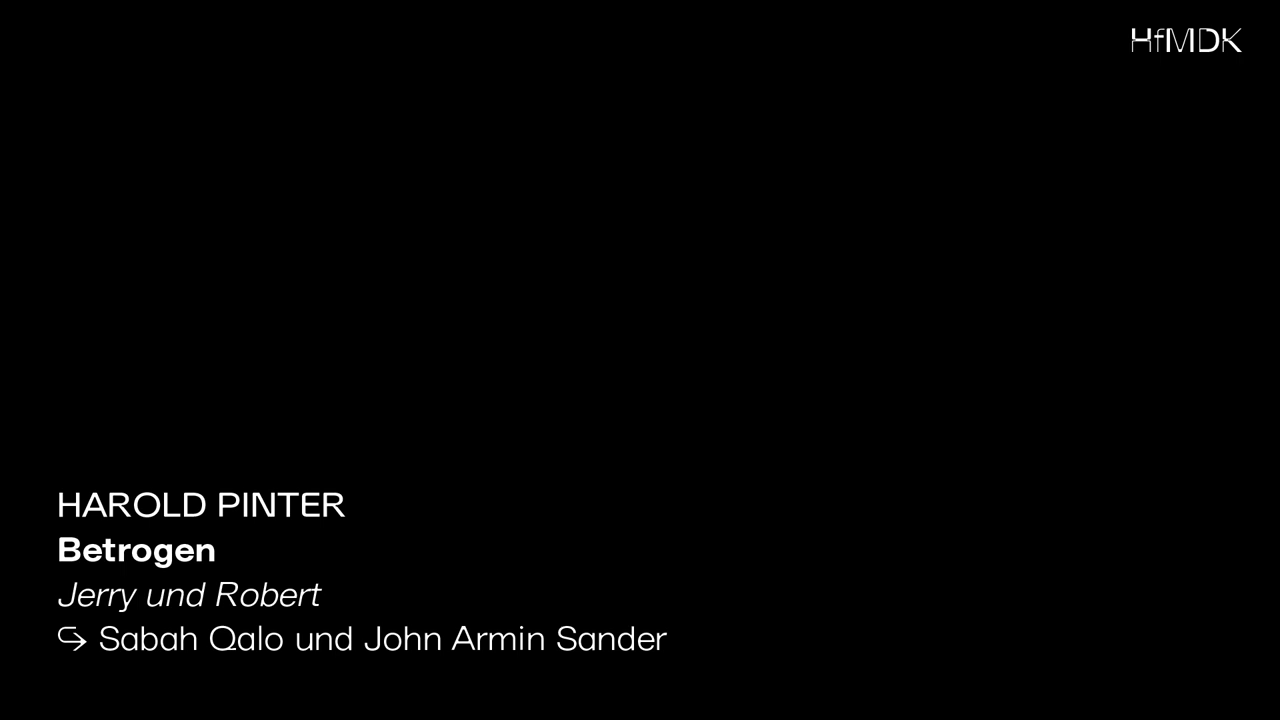 HfMDK
HAROLD PINTER
Betrogen
Jerry und Robert
↪ Sabah Qalo und John Armin Sander